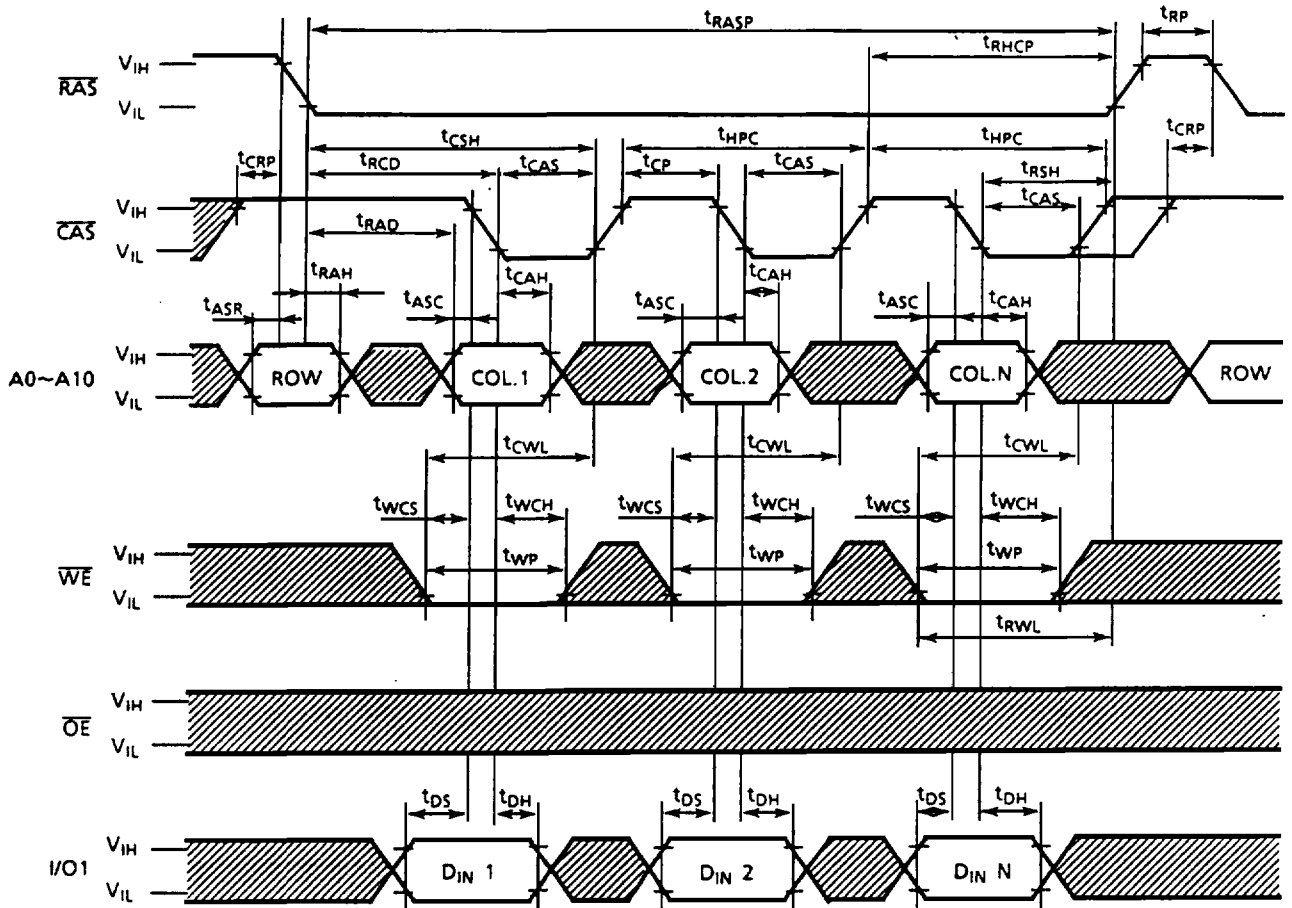 tRASP tRP
tRHCP
VIH
RAS
VIL
tCSH tHPC tHPC tCRP
tCRP tRCD tCAS tCP tCAS tRSH
tCAS
VIH
CAS
VIL
tRAD
tRAH tCAH tCAH
tASR tASC tASC tASC tCAH
VIH
A0~A10 ROW COL.1 COL.2 COL.N ROW
VIL
tCWL tCWL tCWL
tWCS tWCH tWCS tWCH tWCS tWCH
tWP tWP tWP
VIH
WE
VIL
tRWL
VIH
OE
VIL
tDS tDH tDS tDH tDS tDH
VIH
I/O1 DIN 1 DIN 2 DIN N
VIL